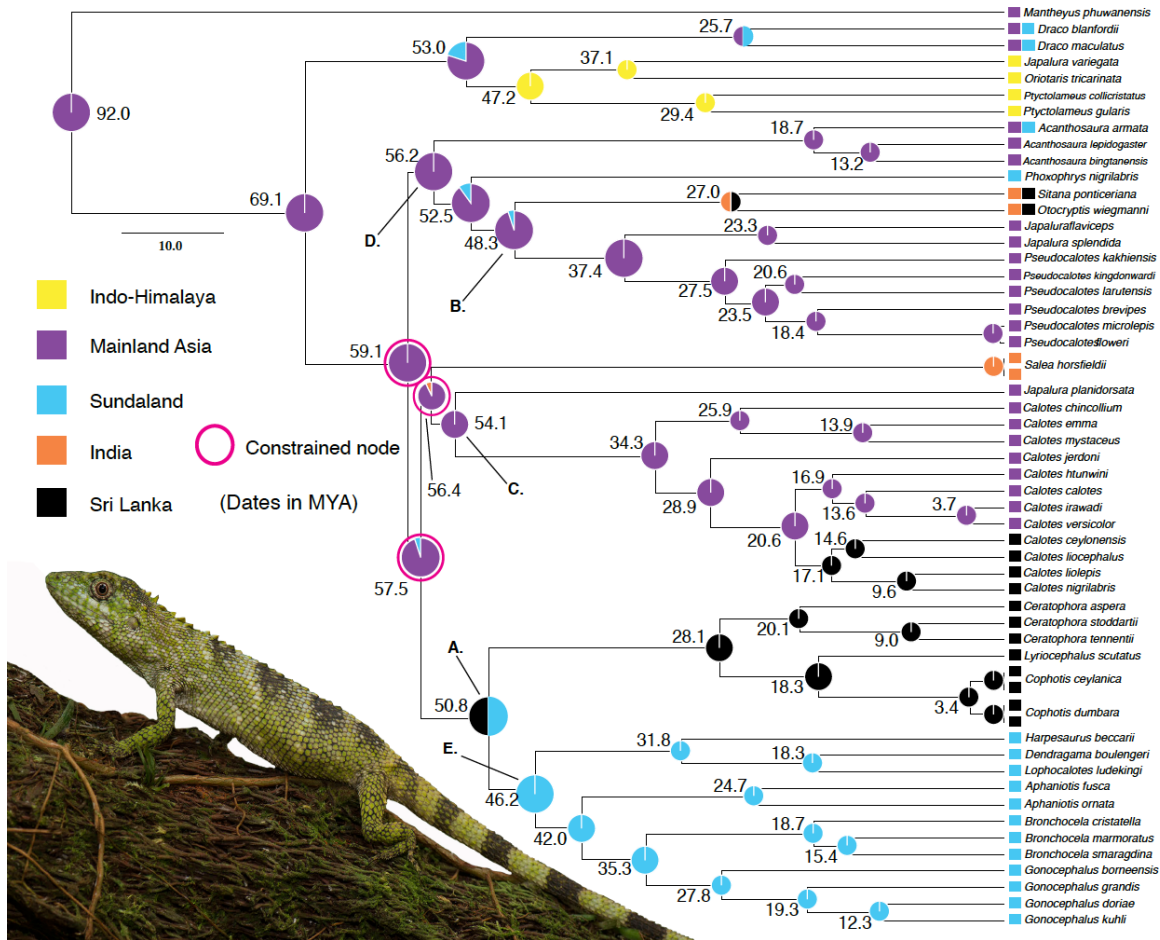 Mantheyus phuwanensis
25.7
Draco blanfordii
53.0
Draco maculatus
37.1
Japalura variegata
Oriotaris tricarinata
92.0
47.2
Ptyctolameus collicristatus
29.4
Ptyctolameus gularis
18.7
Acanthosaura armata
56.2
Acanthosaura lepidogaster
13.2
Acanthosaura bingtanensis
69.1
Phoxophrys nigrilabris
27.0
Sitana ponticeriana
52.5
Otocryptis wiegmanni
10.0
D.
48.3
23.3
Japaluraflaviceps
Japalura splendida
37.4
Pseudocalotes kakhiensis
20.6
Pseudocalotes kingdonwardi
B.
27.5
Pseudocalotes larutensis
23.5
Pseudocalotes brevipes
18.4
Pseudocalotes microlepis
Pseudocalotesfloweri
59.1
Salea horsfieldii
Indo-Himalaya
Mainland Asia
Sundaland
India
Sri Lanka
Constrained node
(Dates in MYA)
Japalura planidorsata
54.1
25.9
Calotes chincollium
13.9
Calotes emma
34.3
Calotes mystaceus
56.4
C.
Calotes jerdoni
28.9
16.9
Calotes htunwini
Calotes calotes
13.6
3.7
Calotes irawadi
20.6
Calotes versicolor
14.6
Calotes ceylonensis
Calotes liocephalus
17.1
Calotes liolepis
9.6
Calotes nigrilabris
57.5
Ceratophora aspera
20.1
Ceratophora stoddartii
28.1
9.0
Ceratophora tennentii
A.
Lyriocephalus scutatus
18.3
Cophotis ceylanica
50.8
3.4
Cophotis dumbara
E.
31.8
Harpesaurus beccarii
18.3
Dendragama boulengeri
Lophocalotes ludekingi
46.2
24.7
Aphaniotis fusca
Aphaniotis ornata
42.0
18.7
Bronchocela cristatella
Bronchocela marmoratus
15.4
Bronchocela smaragdina
35.3
Gonocephalus borneensis
27.8
Gonocephalus grandis
19.3
Gonocephalus doriae
12.3
Gonocephalus kuhli